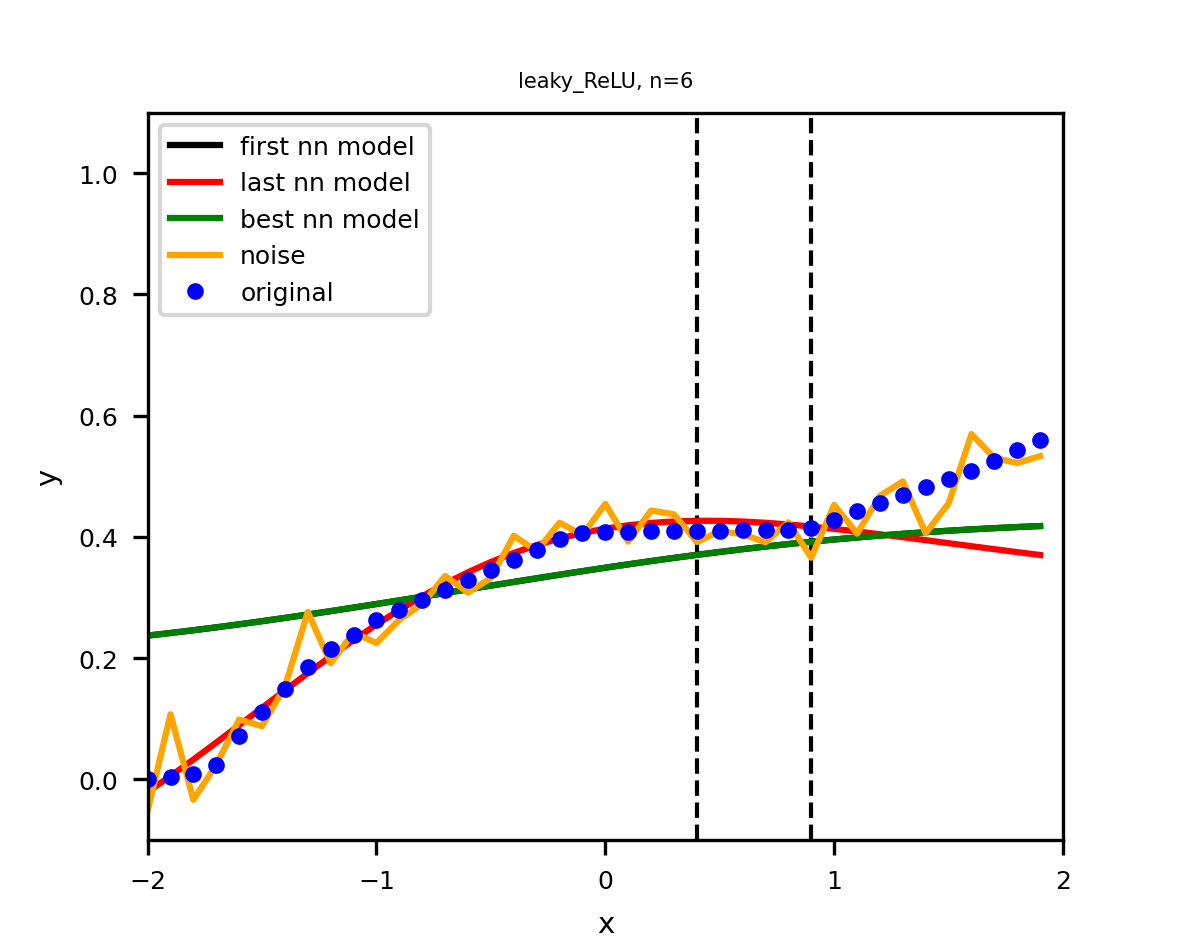 leaky_ReLU, n=6
first nn model
last nn model
best nn model
noise
original
1.0
0.8
0.6
0.4
0.2
0.0
y
−2
−1
0
1
2
x